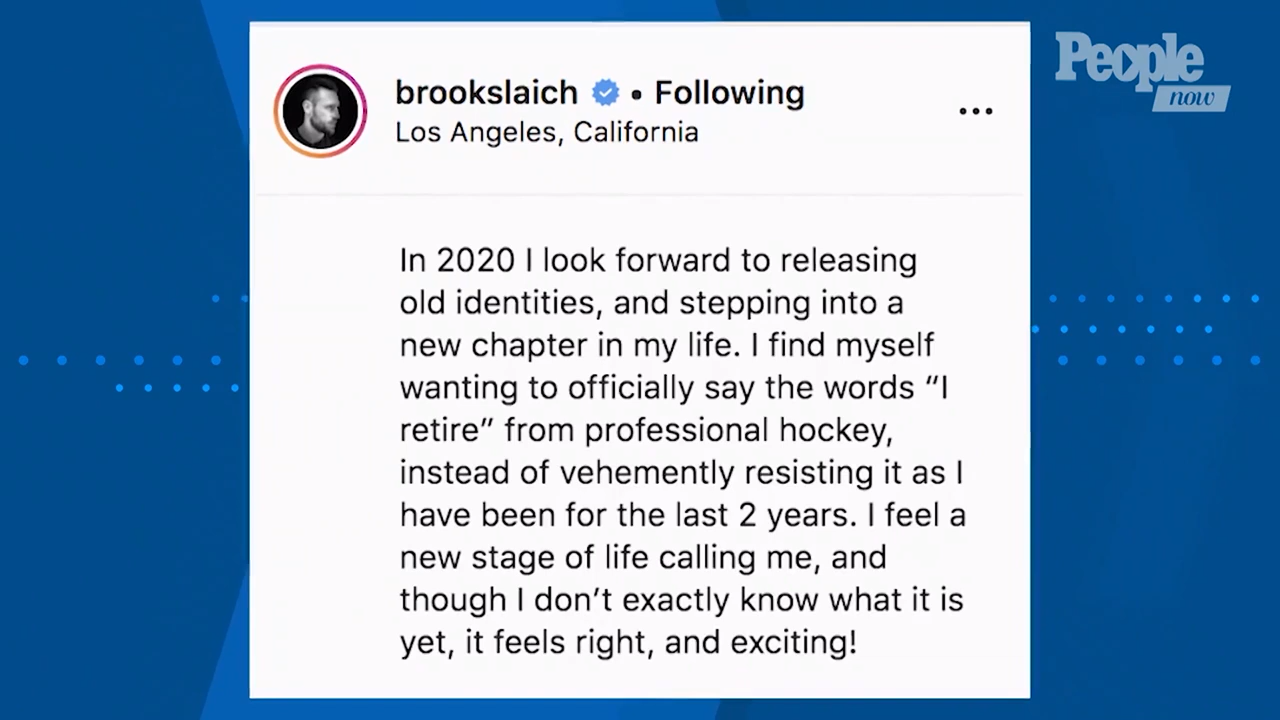 People
now
brookslaich • Following
Los Angeles, California
In 2020 I look forward to releasing
old identities, and stepping into a
new chapter in my life. I find myself
wanting to officially say the words “I
retire” from professional hockey,
instead of vehemently resisting it as I
have been for the last 2 years. I feel a
new stage of life calling me, and
though I don’t exactly know what it is
yet, it feels right, and exciting!